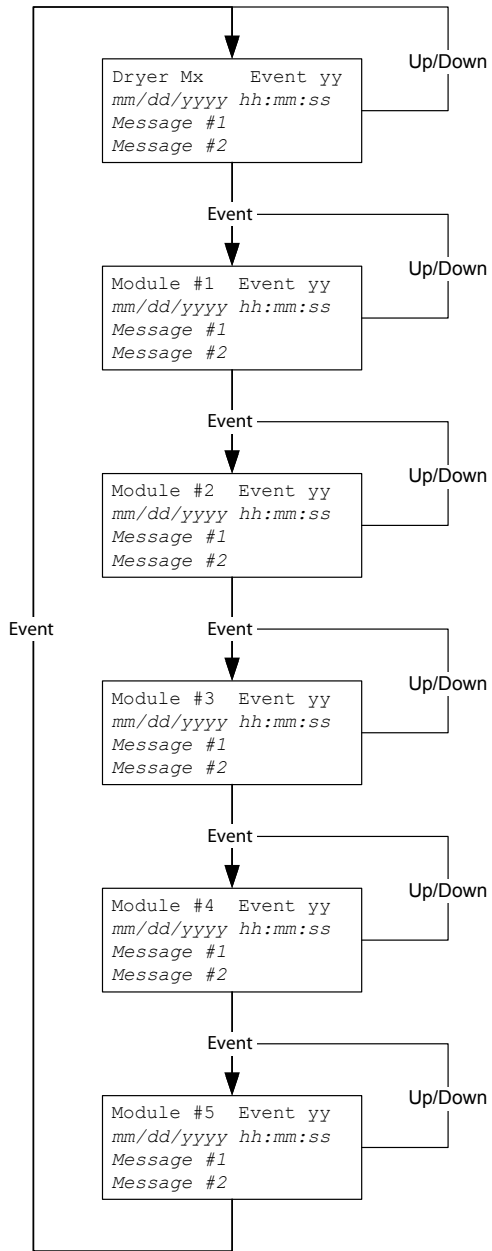 Up/Down
Dryer Mx    Event yy
mm/dd/yyyy hh:mm:ss
Message #1
Message #2
Event
Up/Down
Module #1  Event yy
mm/dd/yyyy hh:mm:ss
Message #1
Message #2
Event
Up/Down
Module #2  Event yy
mm/dd/yyyy hh:mm:ss
Message #1
Message #2
Event
Event
Up/Down
Module #3  Event yy
mm/dd/yyyy hh:mm:ss
Message #1
Message #2
Event
Up/Down
Module #4  Event yy
mm/dd/yyyy hh:mm:ss
Message #1
Message #2
Event
Up/Down
Module #5  Event yy
mm/dd/yyyy hh:mm:ss
Message #1
Message #2